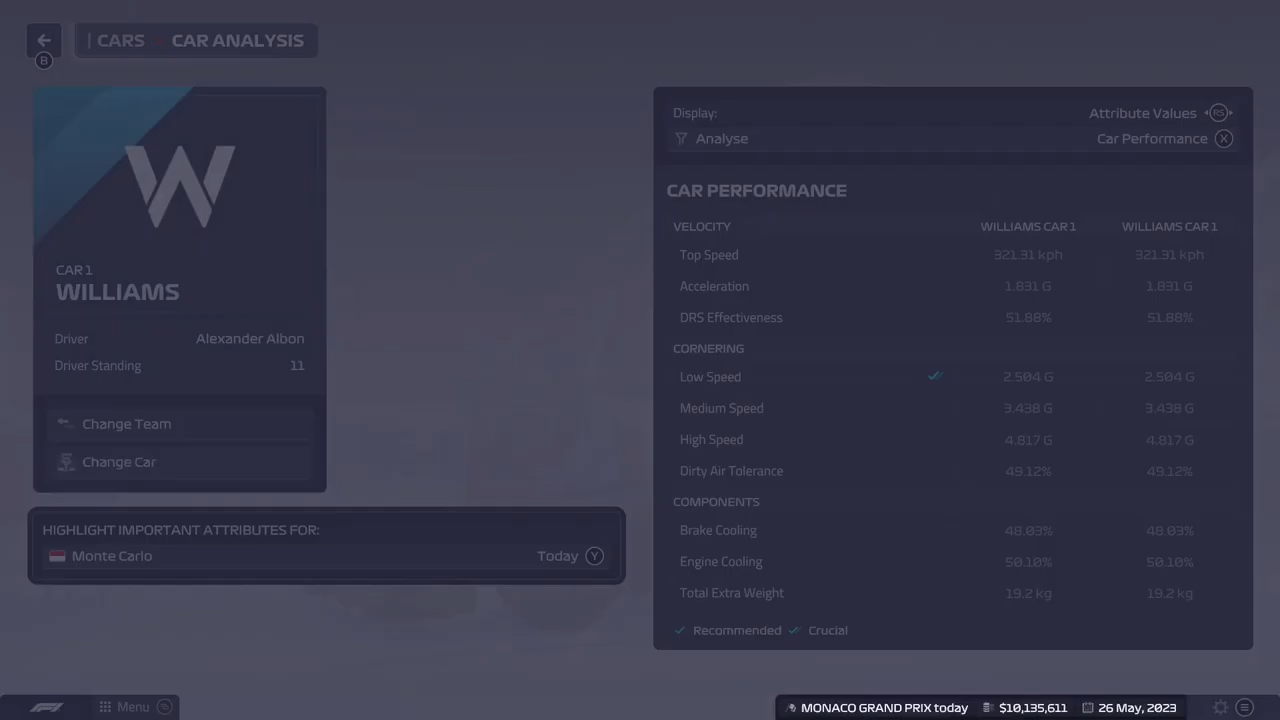 B
| CARS CAR ANALYSIS
W
CAR 1
WILLIAMS
Driver Alexander Albon
Driver Standing 11
Change Team
Change Car
HIGHLIGHT IMPORTANT ATTRIBUTES FOR:
Monte Carlo Today Y
Display: Attribute Values RS
Analyse Car Performance X
CAR PERFORMANCE
VELOCITY WILLIAMS CAR 1 WILLIAMS CAR 1
Top Speed 321.31 kph 321.31 kph
Acceleration 1.831 G 1.831 G
DRS Effectiveness 51.88% 51.88%
CORNERING
Low Speed 2.504 G 2.504 G
Medium Speed 3.438 G 3.438 G
High Speed 4.817 G 4.817 G
Dirty Air Tolerance 49.12% 49.12%
COMPONENTS
Brake Cooling 48.03% 48.03%
Engine Cooling 50.10% 50.10%
Total Extra Weight 19.2 kg 19.2 kg
Recommended Crucial
F1 Menu MONACO GRAND PRIX today $10,135,611 26 May, 2023